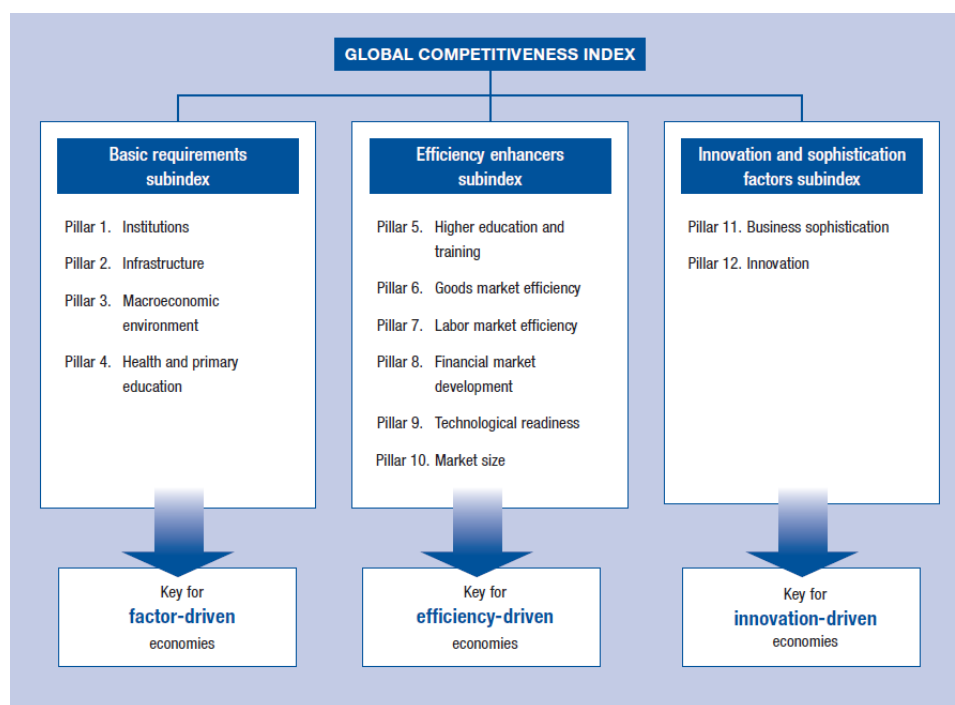 GLOBAL COMPETITIVENESS INDEX
Basic requirements
subindex
Pillar 1. Institutions
Pillar 2. Infrastructure
Pillar 3. Macroeconomic
environment
Pillar 4. Health and primary
education
Efficiency enhancers
subindex
Pillar 5. Higher education and
training
Pillar 6. Goods market efficiency
Pillar 7. Labor market efficiency
Pillar 8. Financial market
development
Pillar 9. Technological readiness
Pillar 10. Market size
Innovation and sophistication
factors subindex
Pillar 11. Business sophistication
Pillar 12. Innovation
Key for
factor-driven
economies
Key for
efficiency-driven
economies
Key for
innovation-driven
economies